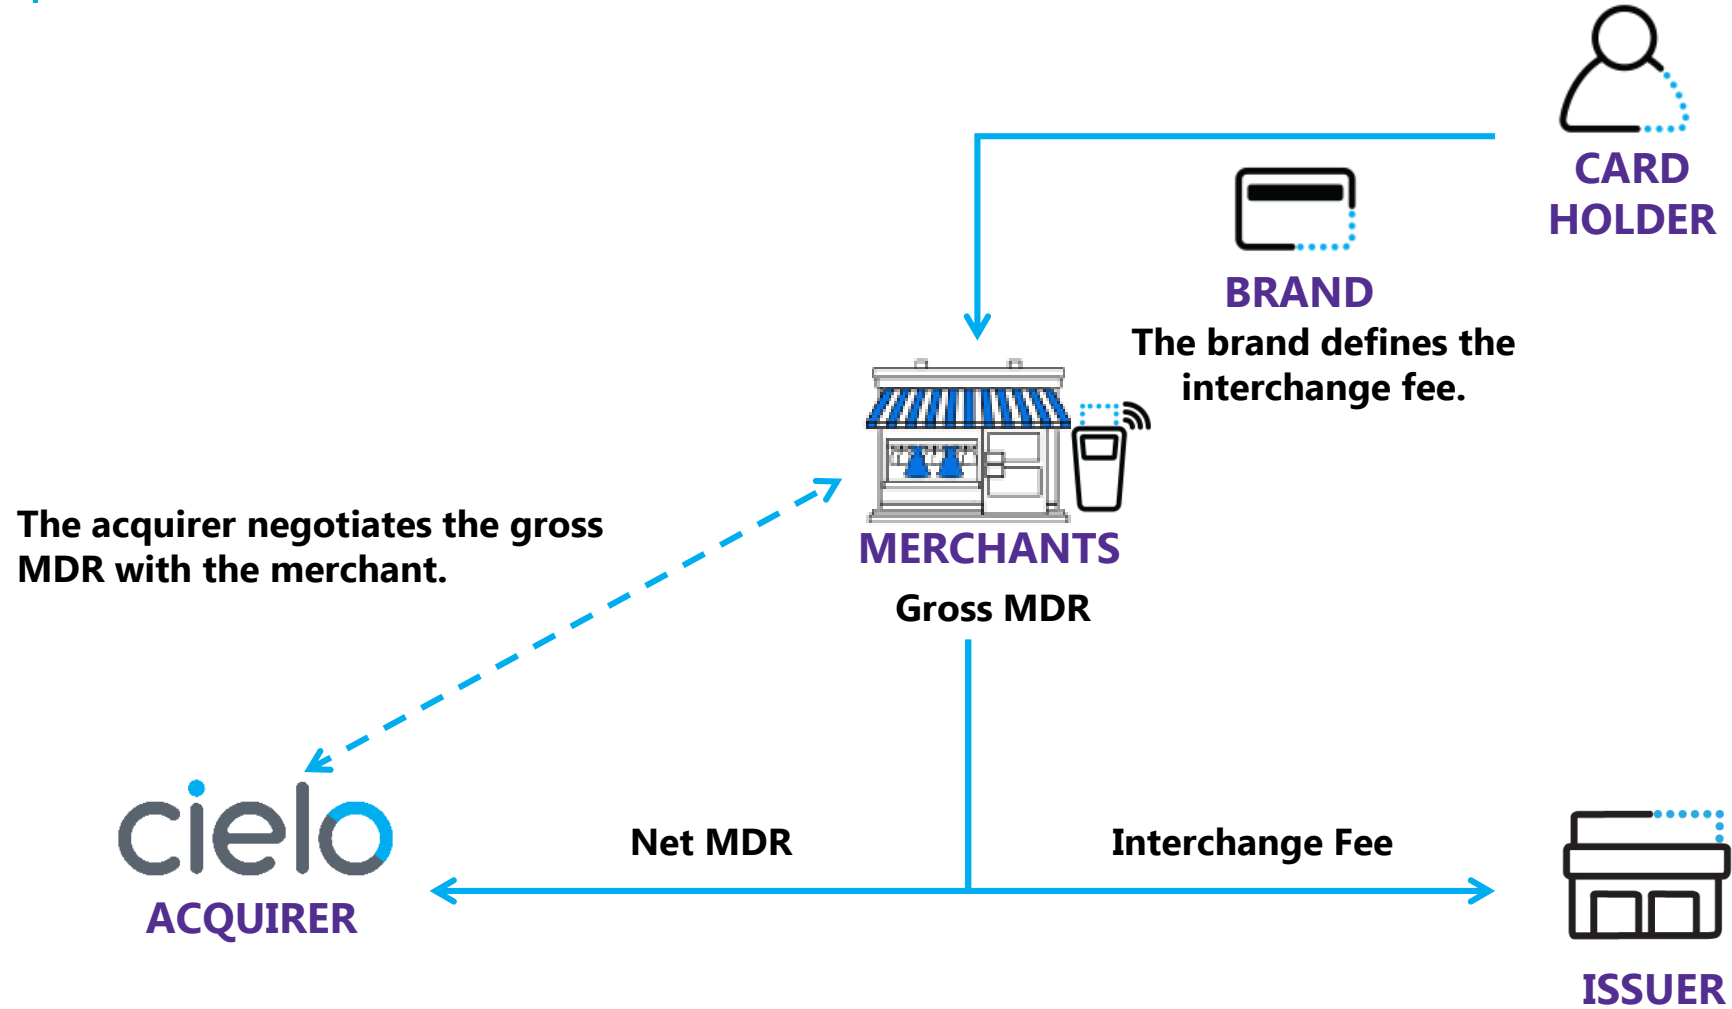 CARD
HOLDER
BRAND
The brand defines the
interchange fee.
The acquirer negotiates the gross
MDR with the merchant.
MERCHANTS
Gross MDR
cielo
ACQUIRER
Net MDR
Interchange Fee
ISSUER